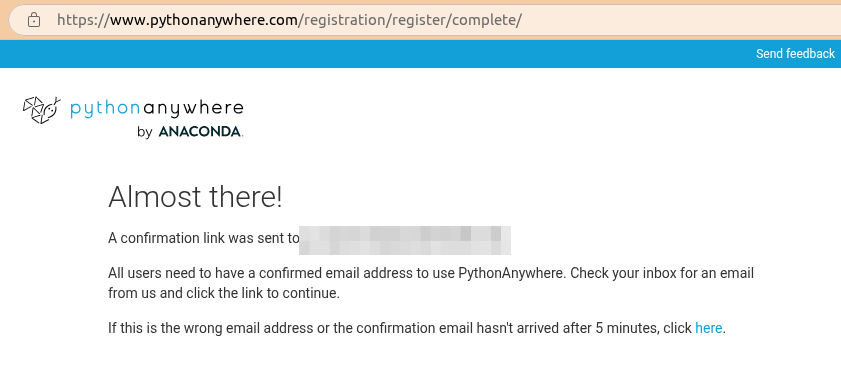 https://www.pythonanywhere.com/registration/register/complete/
Send feedback
pythonanywhere
by ANACONDA.
Almost there!
A confirmation link was sent to
All users need to have a confirmed email address to use PythonAnywhere. Check your inbox for an email
from us and click the link to continue.
If this is the wrong email address or the confirmation email hasn't arrived after 5 minutes, click here.